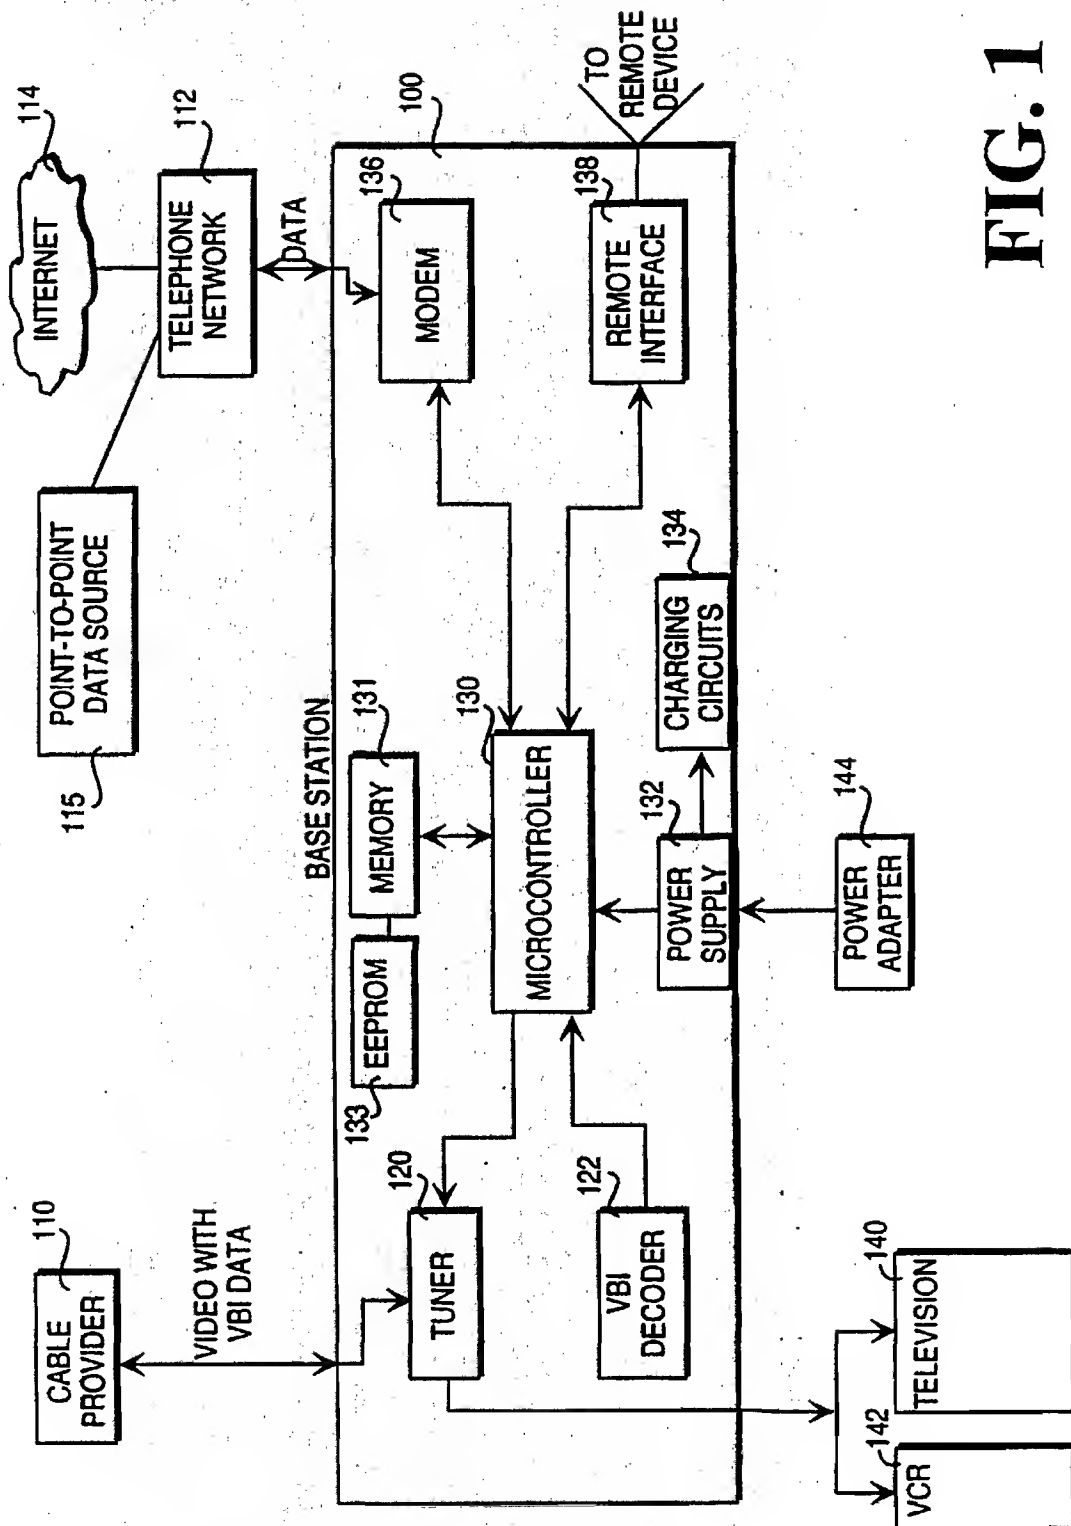 CABLE
PROVIDER
110
VIDEO WITH
VBI DATA
POINT-TO-POINT
DATA SOURCE
115
INTERNET
114
TELEPHONE
NETWORK
112
DATA
BASE STATION
100
TUNER
120
VBI
DECODER
122
EEPROM
133
MEMORY
131
MICROCONTROLLER
130
POWER
SUPPLY
132
CHARGING
CIRCUITS
134
MODEM
136
REMOTE
INTERFACE
138
TO
REMOTE
DEVICE
VCR
142
TELEVISION
140
POWER
ADAPTER
144
FIG. 1